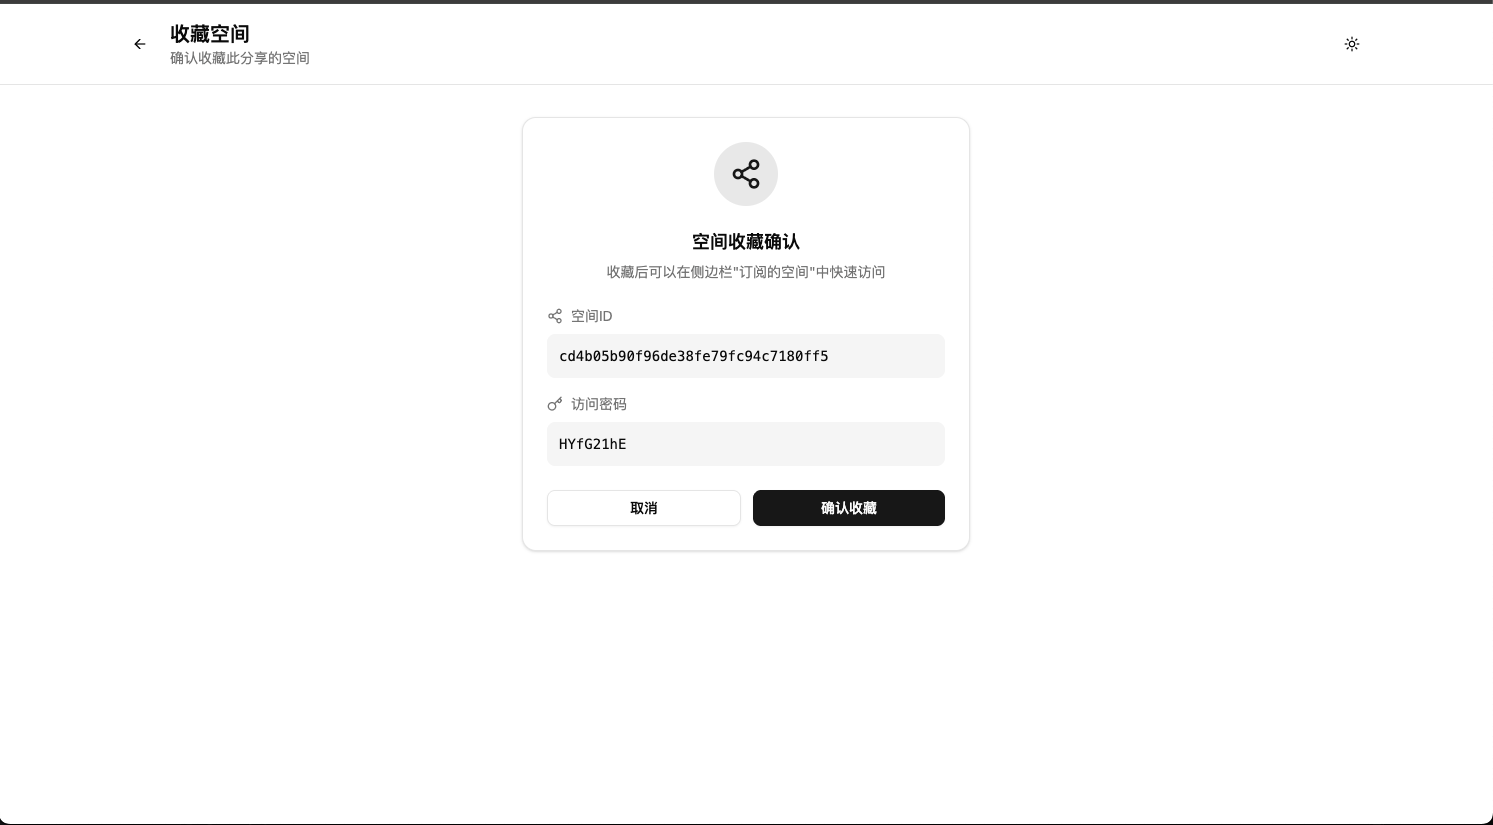 收藏空间
确认收藏此分享的空间
空间收藏确认
收藏后可以在侧边栏"订阅的空间"中快速访问
空间ID
cd4b05b90f96de38fe79fc94c7180ff5
访问密码
HYfG21hE
取消
确认收藏